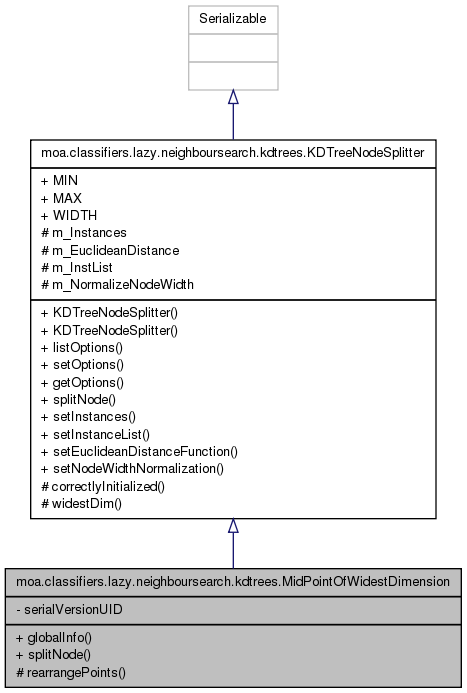 Serializable
moa.classifiers.lazy.neighboursearch.kdtrees.KDTreeNodeSplitter
+ MIN
+ MAX
+ WIDTH
# m_Instances
# m_EuclideanDistance
# m_InstList
# m_NormalizeNodeWidth
+ KDTreeNodeSplitter()
+ KDTreeNodeSplitter()
+ listOptions()
+ setOptions()
+ getOptions()
+ splitNode()
+ setInstances()
+ setInstanceList()
+ setEuclideanDistanceFunction()
+ setNodeWidthNormalization()
# correctlyInitialized()
# widestDim()
moa.classifiers.lazy.neighboursearch.kdtrees.MidPointOfWidestDimension
- serialVersionUID
+ globalInfo()
+ splitNode()
# rearrangePoints()